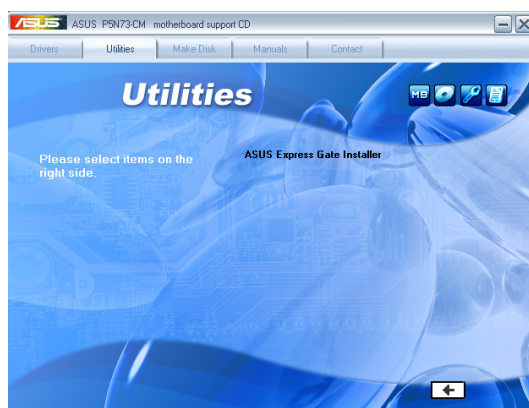 ASUS ASUS P5N73-CM motherboard support CD
Drivers Utilities Make Disk Manuals Contact
Utilities
MB
Please select items on the
right side.
ASUS Express Gate Installer